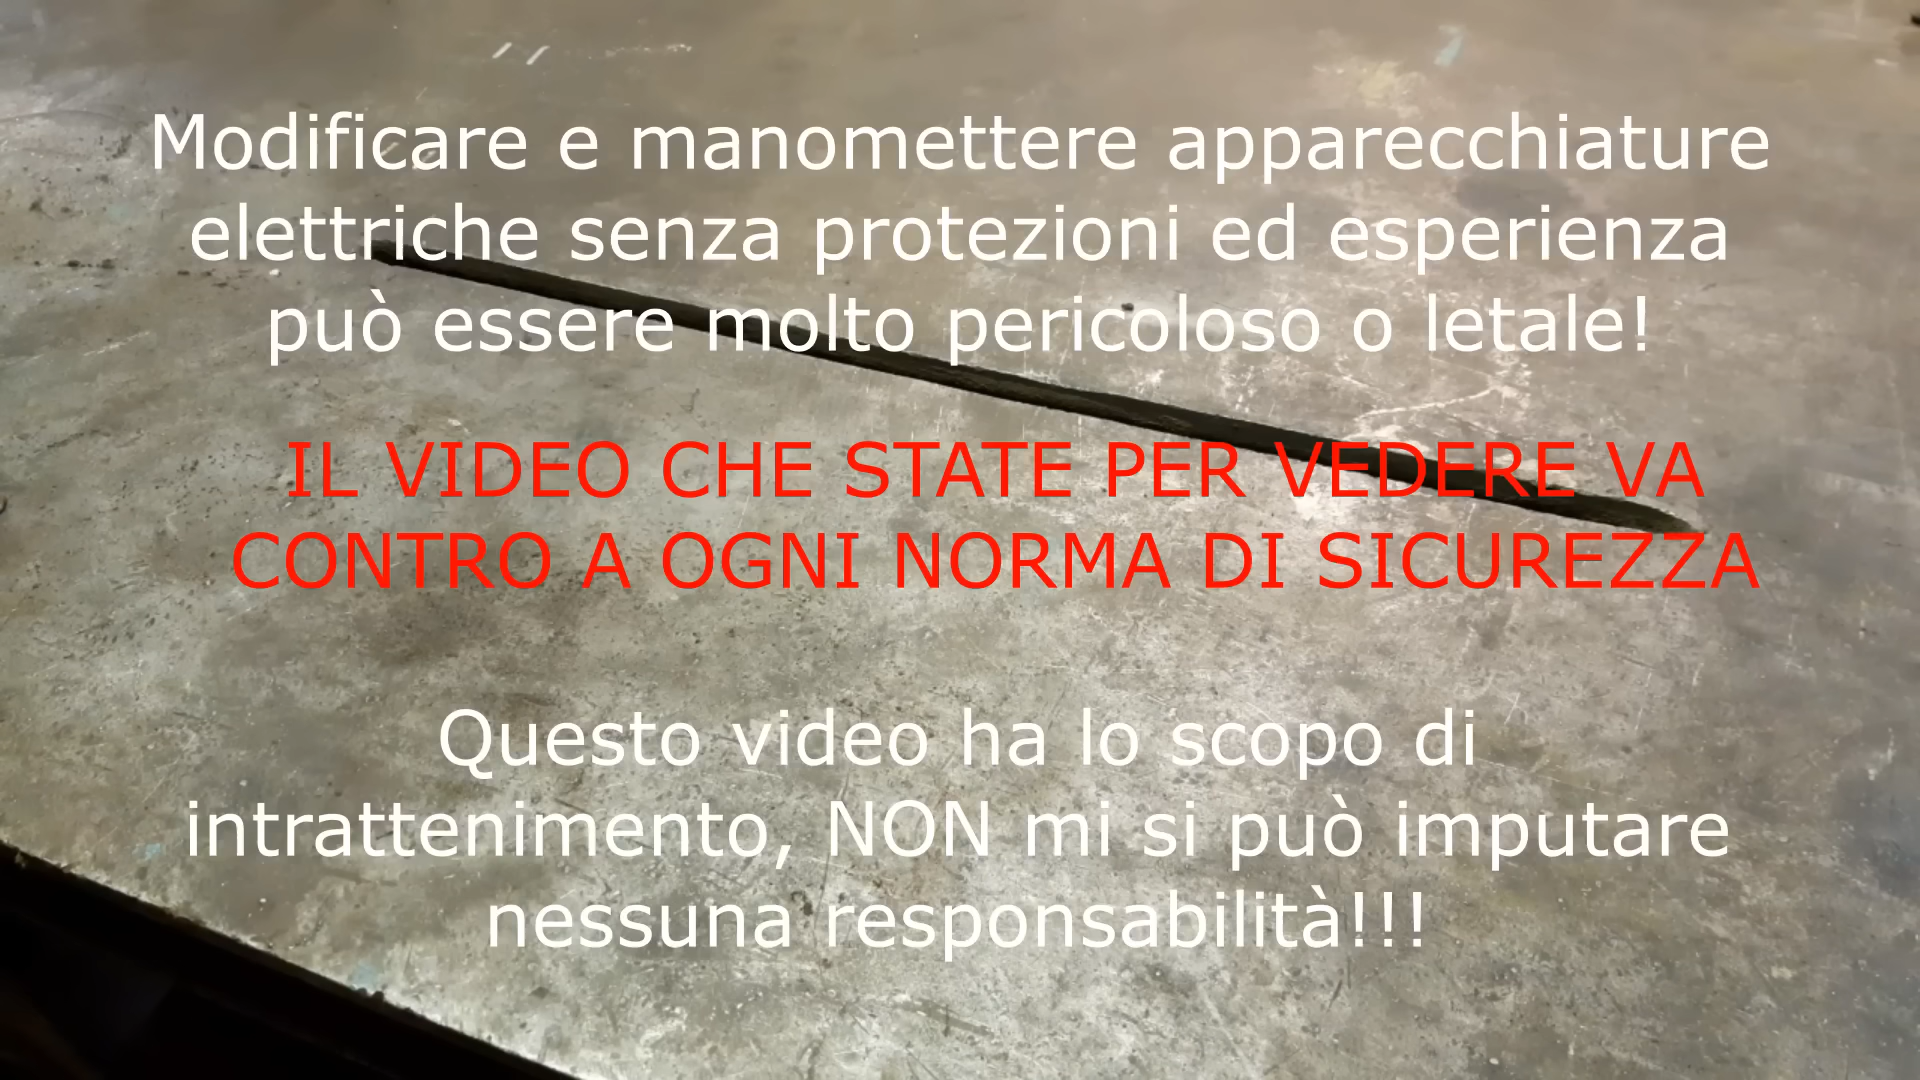 Modificare e manomettere apparecchiature
elettriche senza protezioni ed esperienza
può essere molto pericoloso o letale!
IL VIDEO CHE STATE PER VEDERE VA
CONTRO A OGNI NORMA DI SICUREZZA
Questo video ha lo scopo di
intrattenimento, NON mi si può imputare
nessuna responsabilità!!!